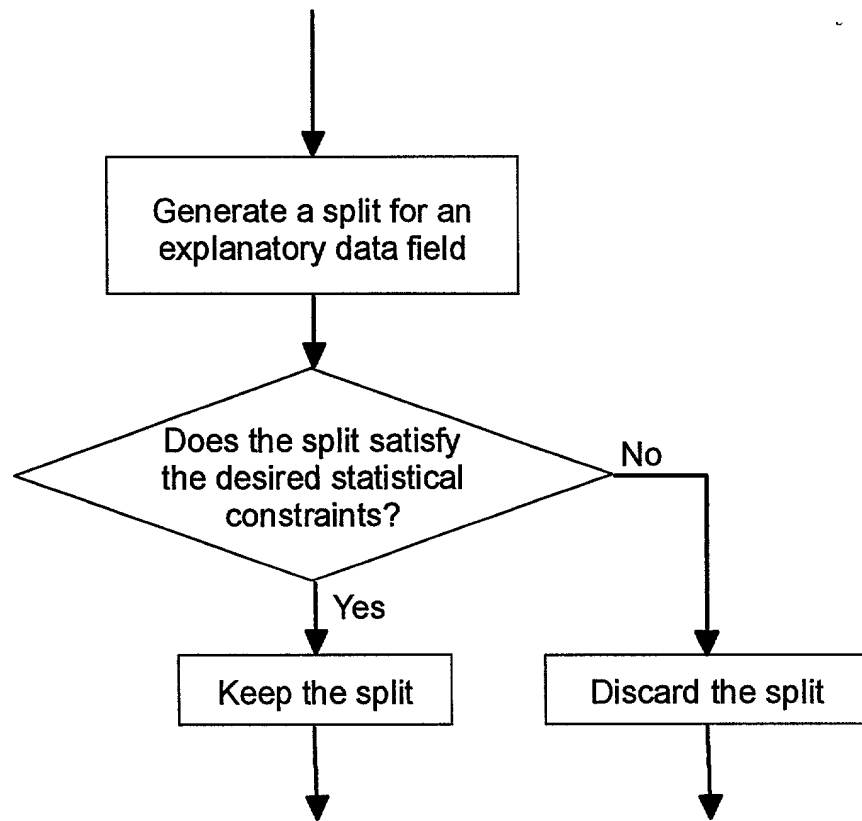 Generate a split for an
explanatory data field
Does the split satisfy
the desired statistical
constraints?
No
Yes
Keep the split
Discard the split